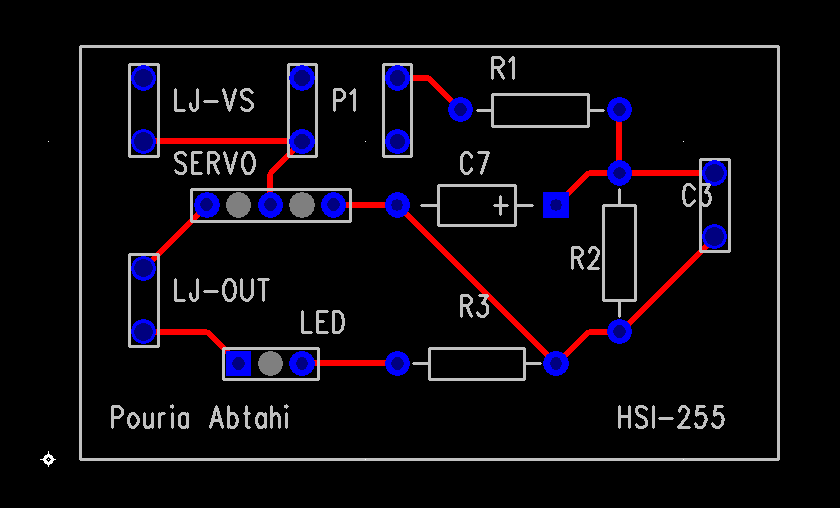 R1
LJ-VS
P1
SERVO
C7
C3
R2
LJ-OUT
R3
LED
Pouria Abtahi
HSI-255